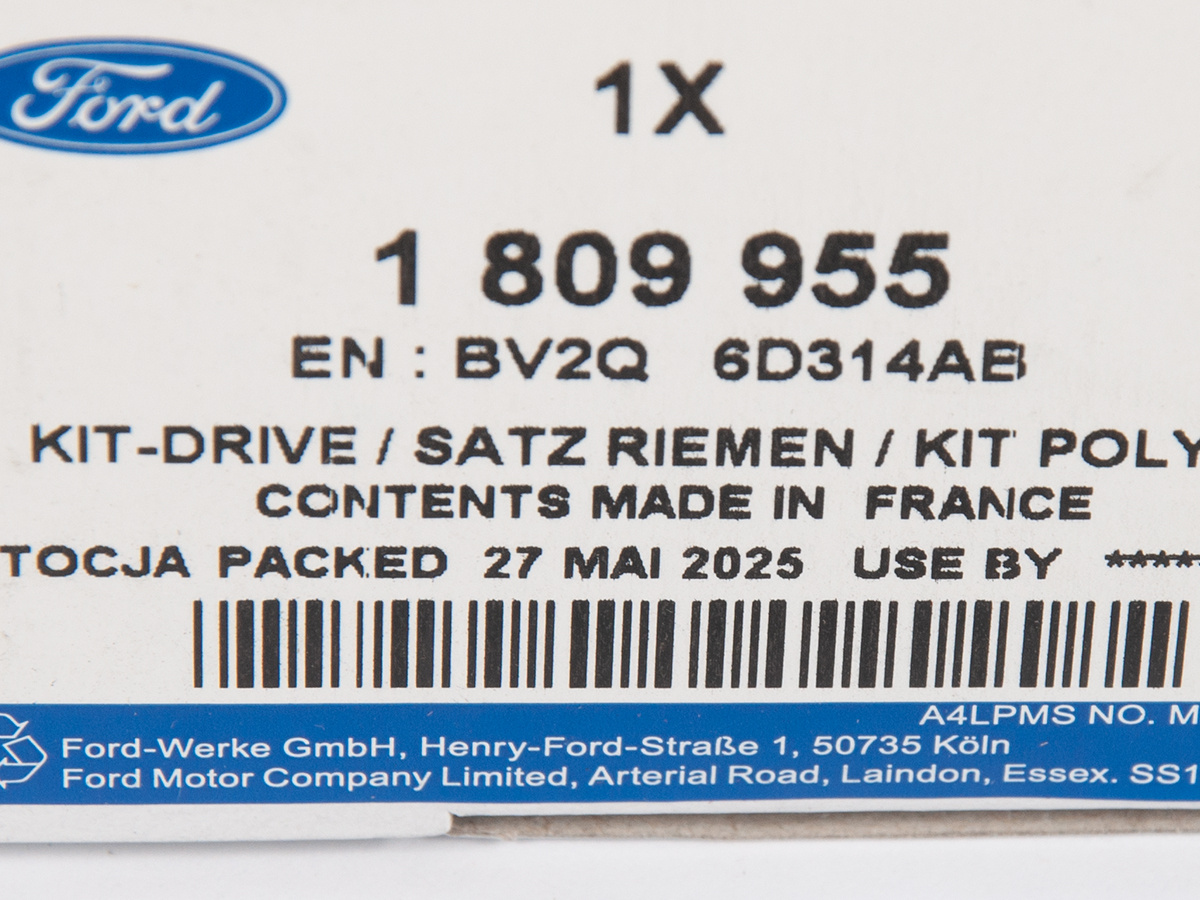 Ford
1X
1 809 955
EN : BV2Q 6D314AB
KIT-DRIVE / SATZ RIEMEN / KIT POLY
CONTENTS MADE IN FRANCE
TOCJA PACKED 27 MAI 2025 USE BY *****
A4LPMS NO. M
Ford-Werke GmbH, Henry-Ford-Straße 1, 50735 Köln
Ford Motor Company Limited, Arterial Road, Laindon, Essex. SS1